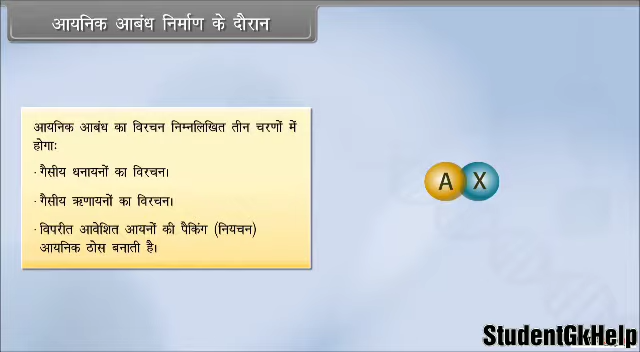 आयनिक आबंध निर्माण के दौरान
आयनिक आबंध का विरचन निम्नलिखित तीन चरणों में
होगाः
· गैसीय धनायनों का विरचन।
· गैसीय ऋणायनों का विरचन।
· विपरीत आवेशित आयनों की पैकिंग (नियचन)
आयनिक ठोस बनाती है।
A X
StudentGkHelp